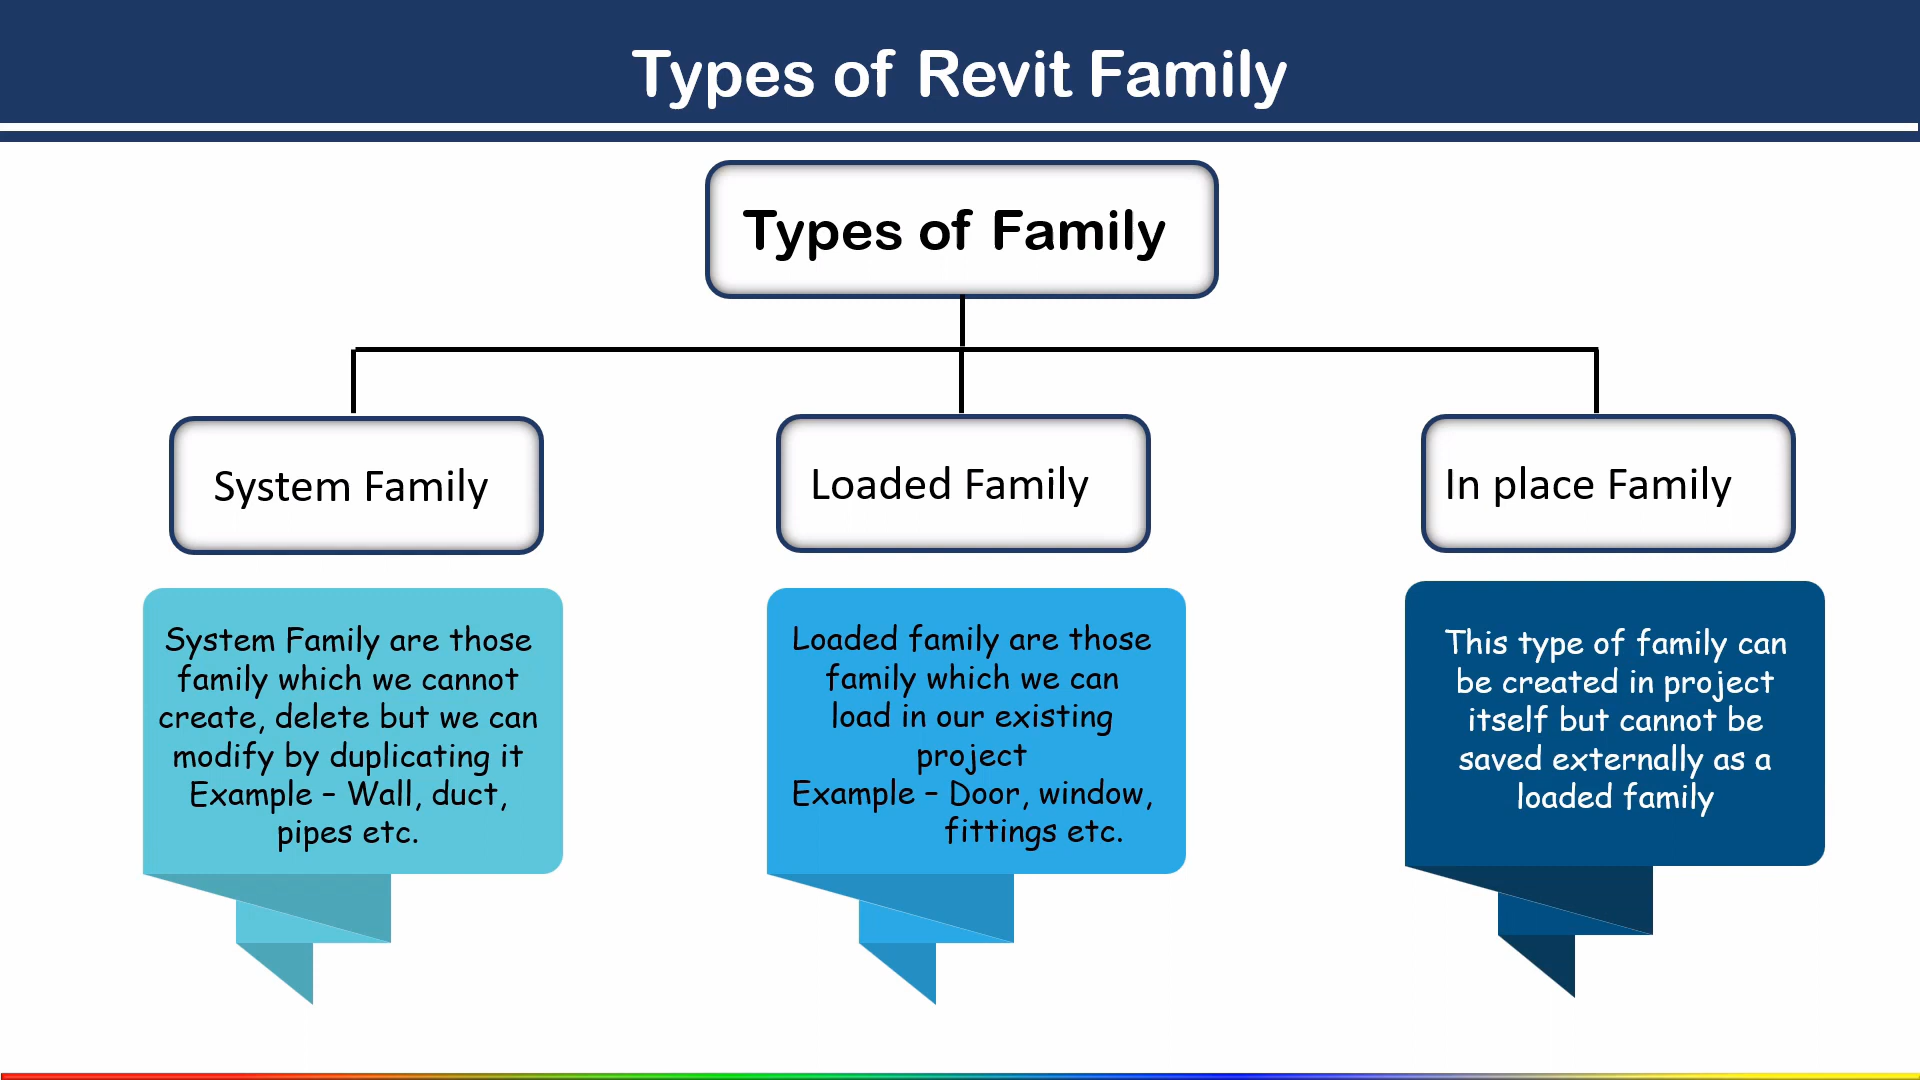 Types of Revit Family
Types of Family
System Family
Loaded Family
In place Family
System Family are those
family which we cannot
create, delete but we can
modify by duplicating it
Example – Wall, duct,
pipes etc.
Loaded family are those
family which we can
load in our existing
project
Example – Door, window,
fittings etc.
This type of family can
be created in project
itself but cannot be
saved externally as a
loaded family